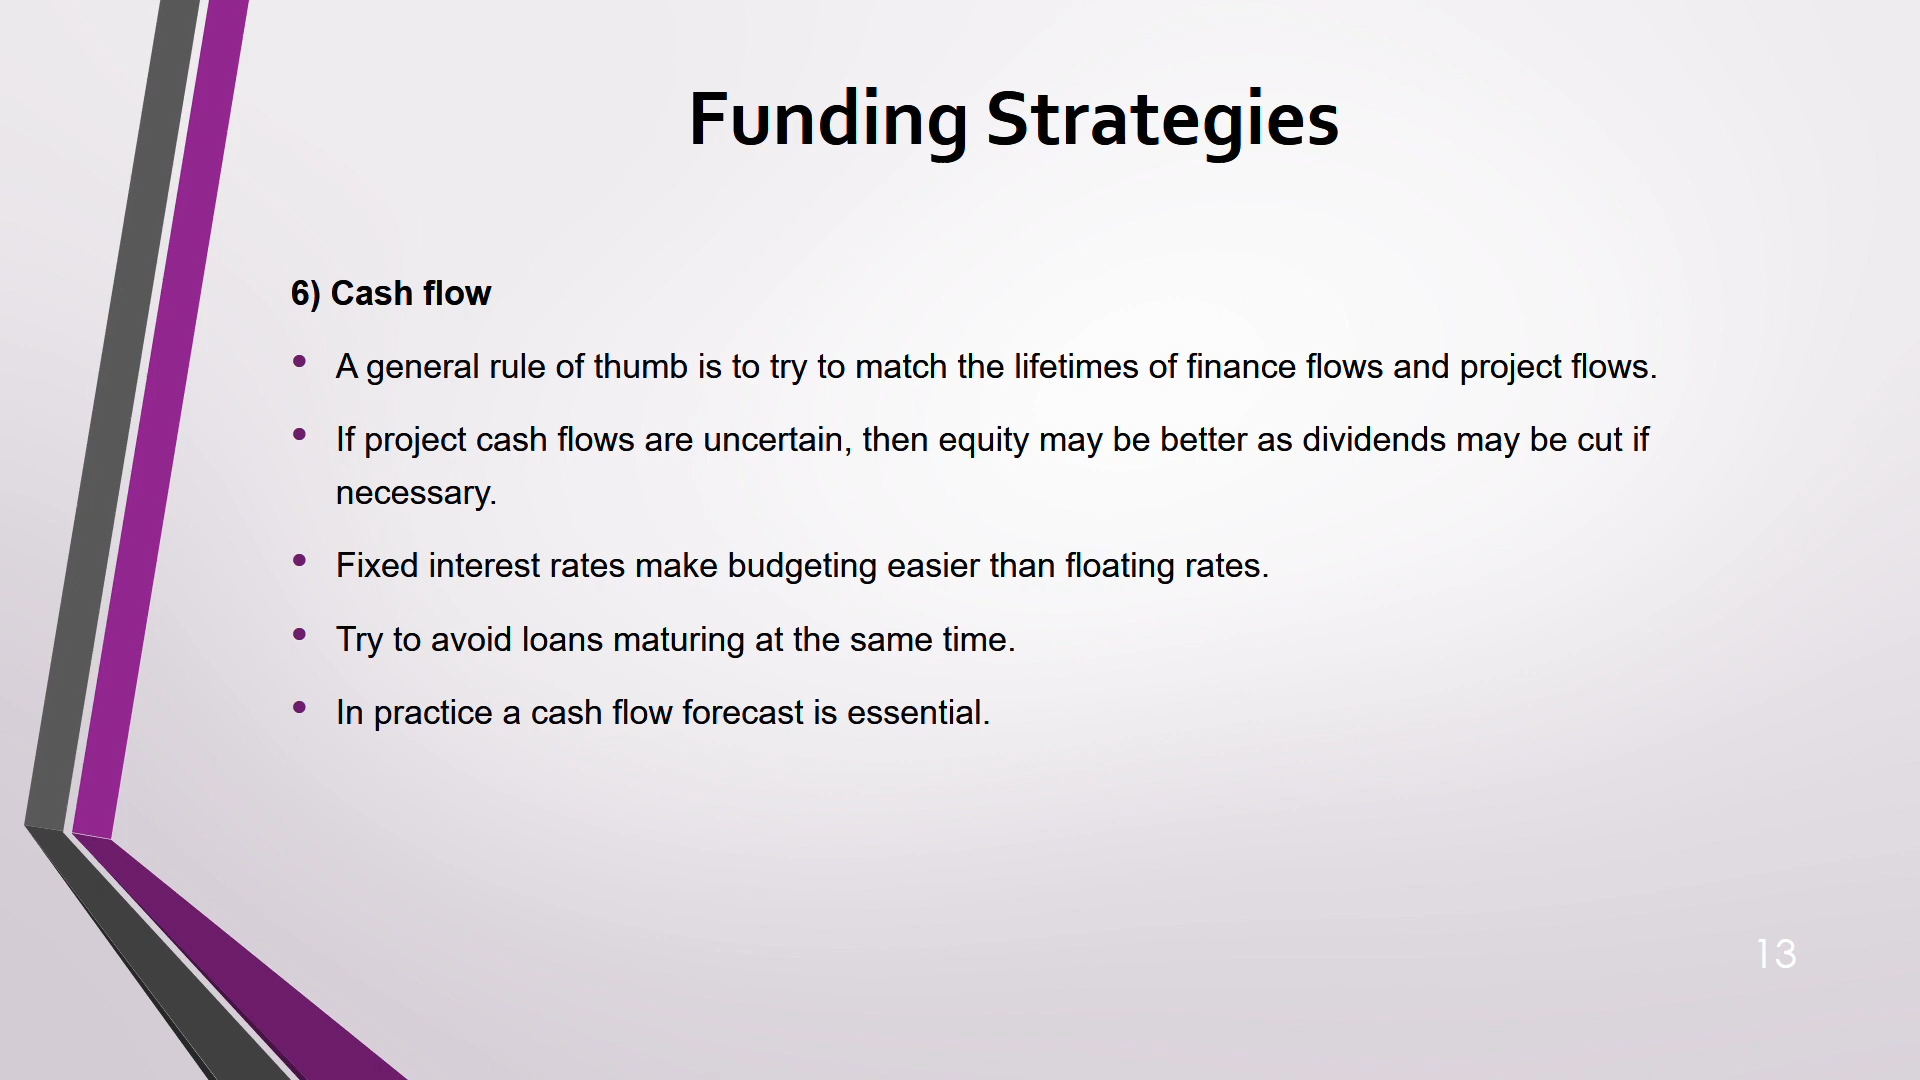 Funding Strategies
6) Cash flow
• A general rule of thumb is to try to match the lifetimes of finance flows and project flows.
• If project cash flows are uncertain, then equity may be better as dividends may be cut if
necessary.
• Fixed interest rates make budgeting easier than floating rates.
• Try to avoid loans maturing at the same time.
• In practice a cash flow forecast is essential.
13